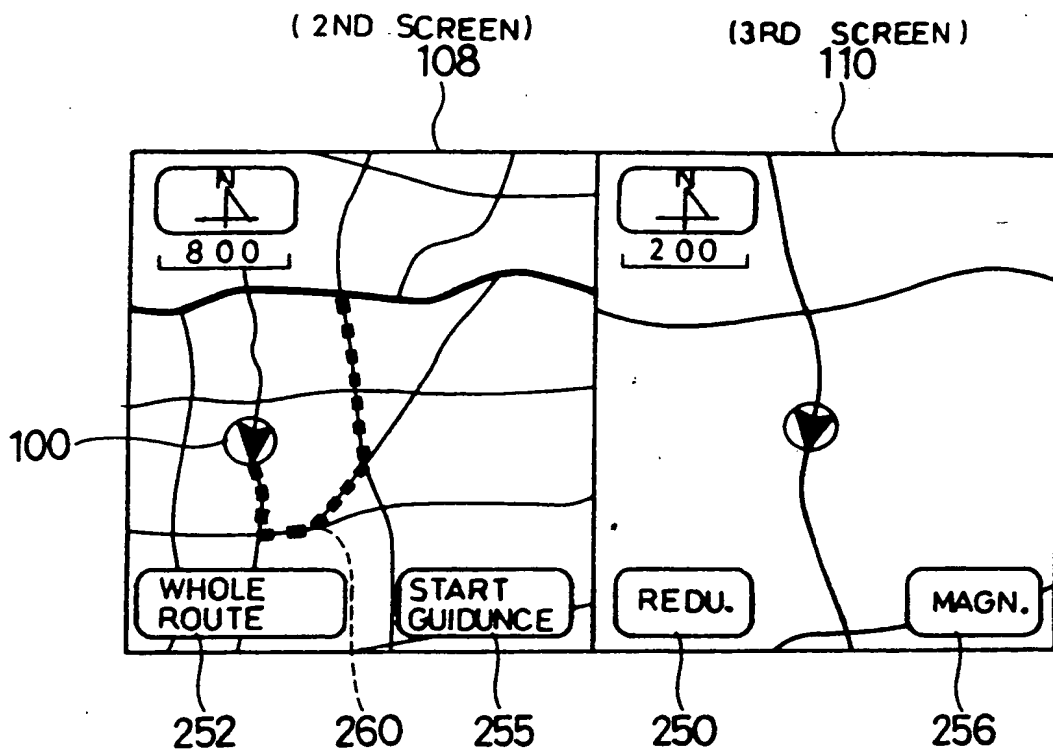 (2ND SCREEN)
108
(3RD SCREEN)
110
N
800
N
200
100
WHOLE
ROUTE
START
GUIDUNCE
REDU.
MAGN.
252
260
255
250
256